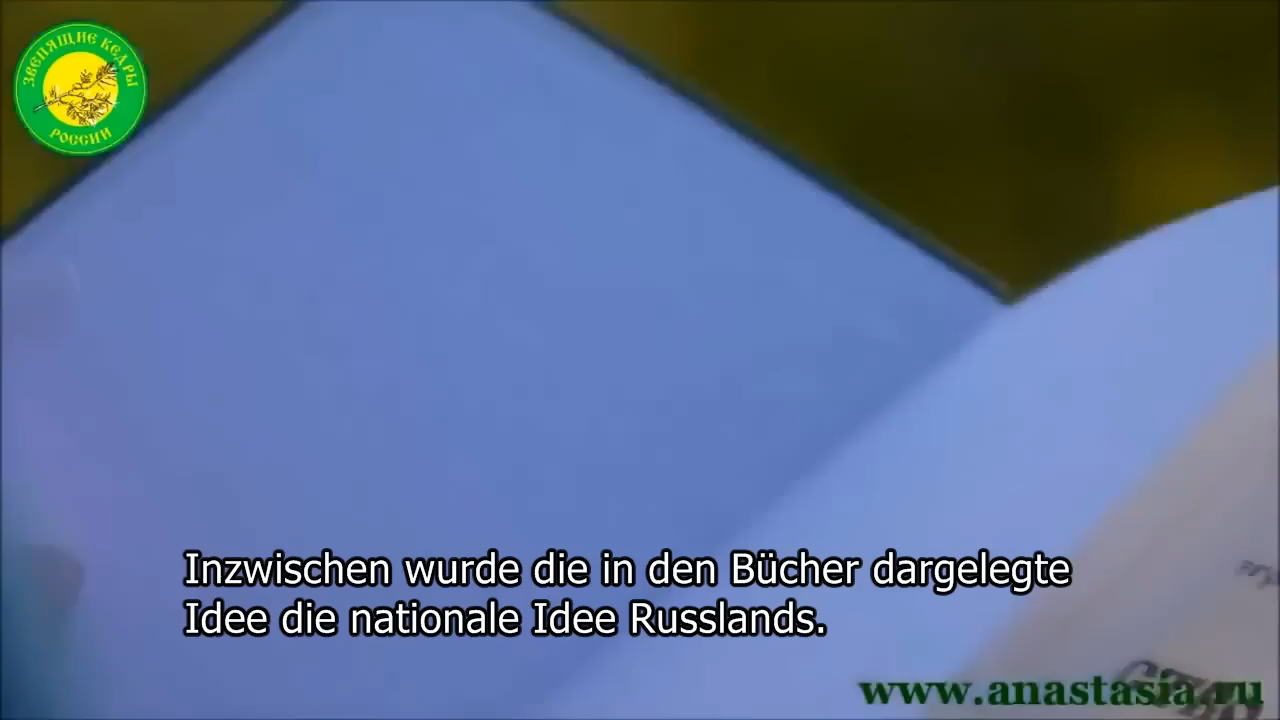 ЗВЕНЯЩИЕ КЕДРЫ
РОССИИ
Inzwischen wurde die in den Bücher dargelegte
Idee die nationale Idee Russlands.
www.anastasia.ru